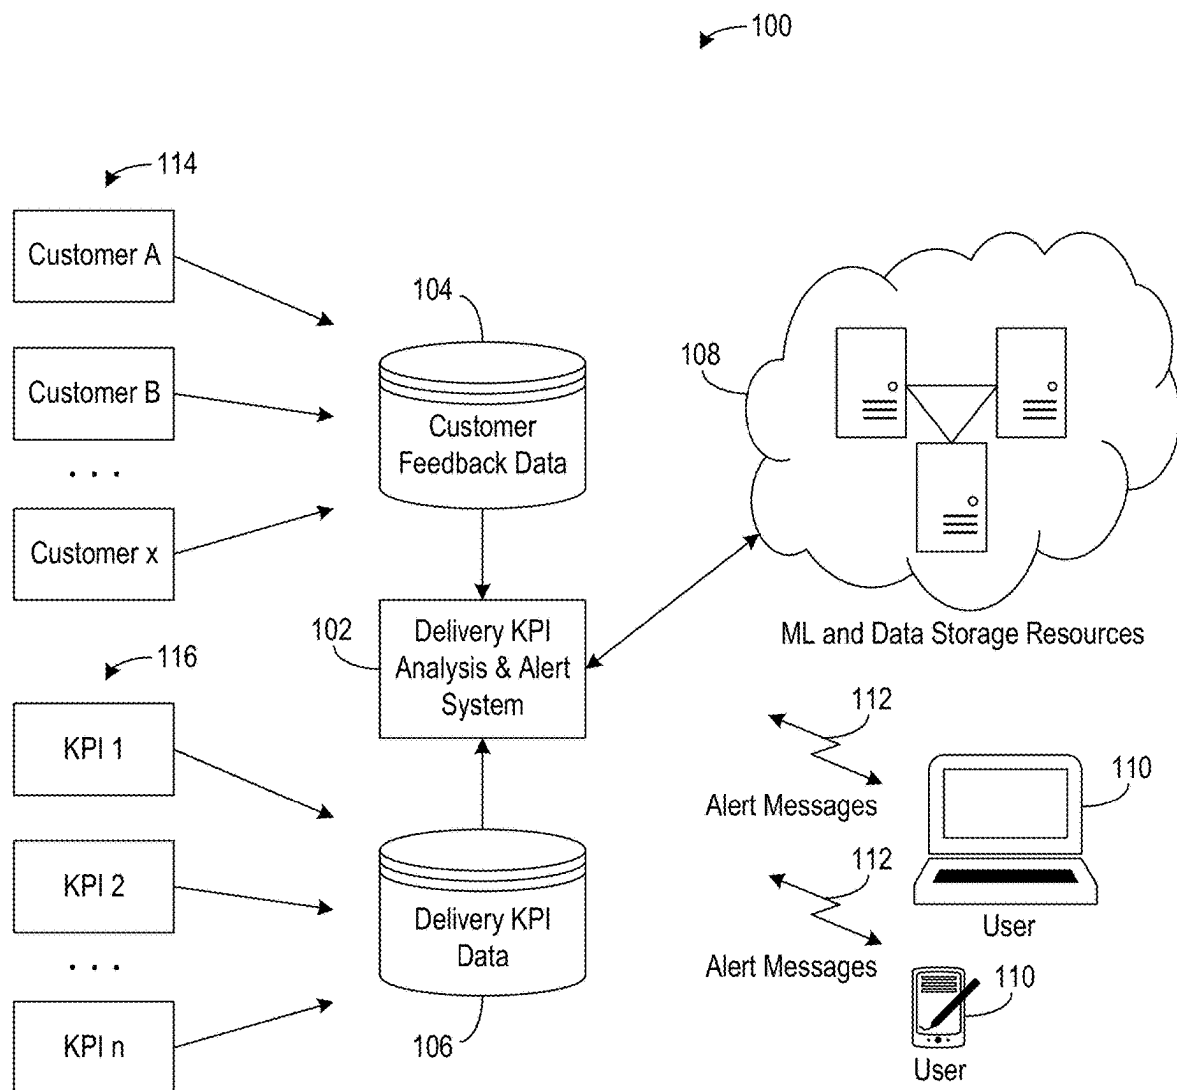 100
114
Customer A
Customer B
. . .
Customer x
104
Customer
Feedback Data
108
ML and Data Storage Resources
102
Delivery KPI
Analysis & Alert
System
116
KPI 1
KPI 2
. . .
KPI n
Delivery KPI
Data
106
112
Alert Messages
110
User
112
Alert Messages
110
User